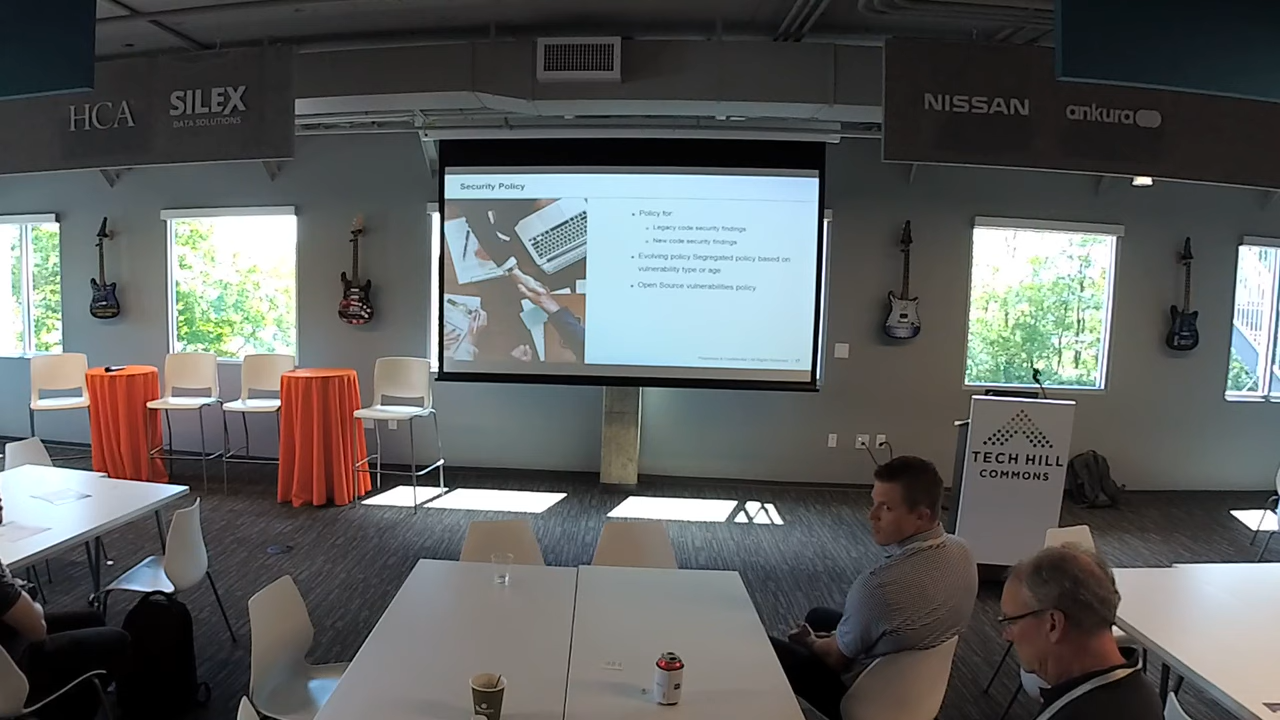 HCA
SILEX
DATA SOLUTIONS
NISSAN
ankura
Security Policy
Policy for:
Legacy code security findings
New code security findings
Evolving policy Segregated policy based on
vulnerability type or age
Open Source vulnerabilities policy
TECH HILL
COMMONS